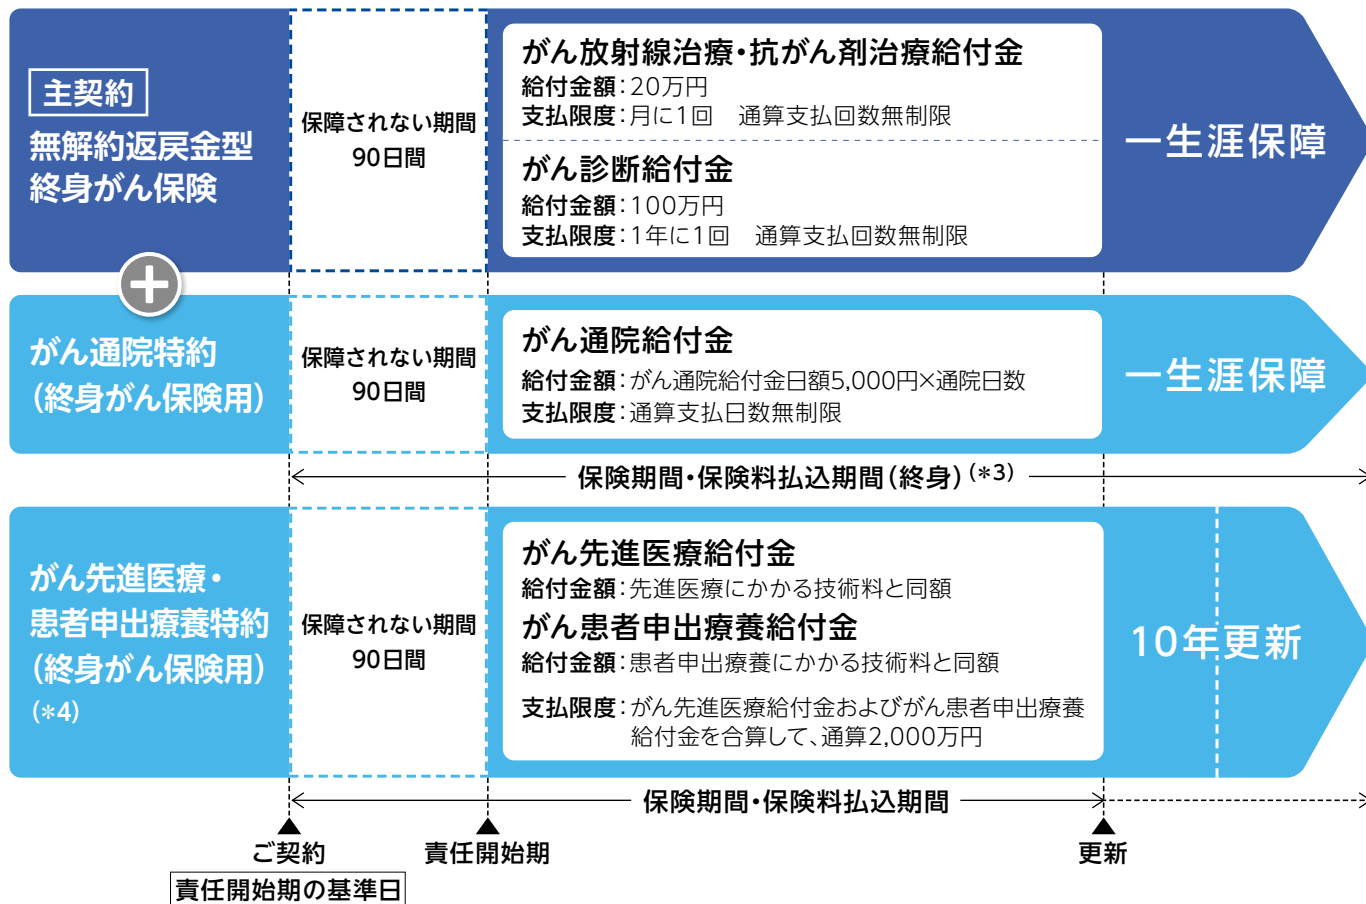 主契約
無解約返戻金型
終身がん保険
保障されない期間
90日間
がん放射線治療・抗がん剤治療給付金
給付金額：20万円
支払限度：月に1回　通算支払回数無制限
がん診断給付金
給付金額：100万円
支払限度：1年に1回　通算支払回数無制限
一生涯保障
+
がん通院特約
(終身がん保険用)
保障されない期間
90日間
がん通院給付金
給付金額：がん通院給付金日額5,000円×通院日数
支払限度：通算支払日数無制限
一生涯保障
保険期間・保険料払込期間(終身)(*3)
がん先進医療・
患者申出療養特約
(終身がん保険用)
(*4)
保障されない期間
90日間
がん先進医療給付金
給付金額：先進医療にかかる技術料と同額
がん患者申出療養給付金
給付金額：患者申出療養にかかる技術料と同額
支払限度：がん先進医療給付金およびがん患者申出療養
給付金を合算して、通算2,000万円
10年更新
保険期間・保険料払込期間
ご契約
責任開始期
更新
責任開始期の基準日